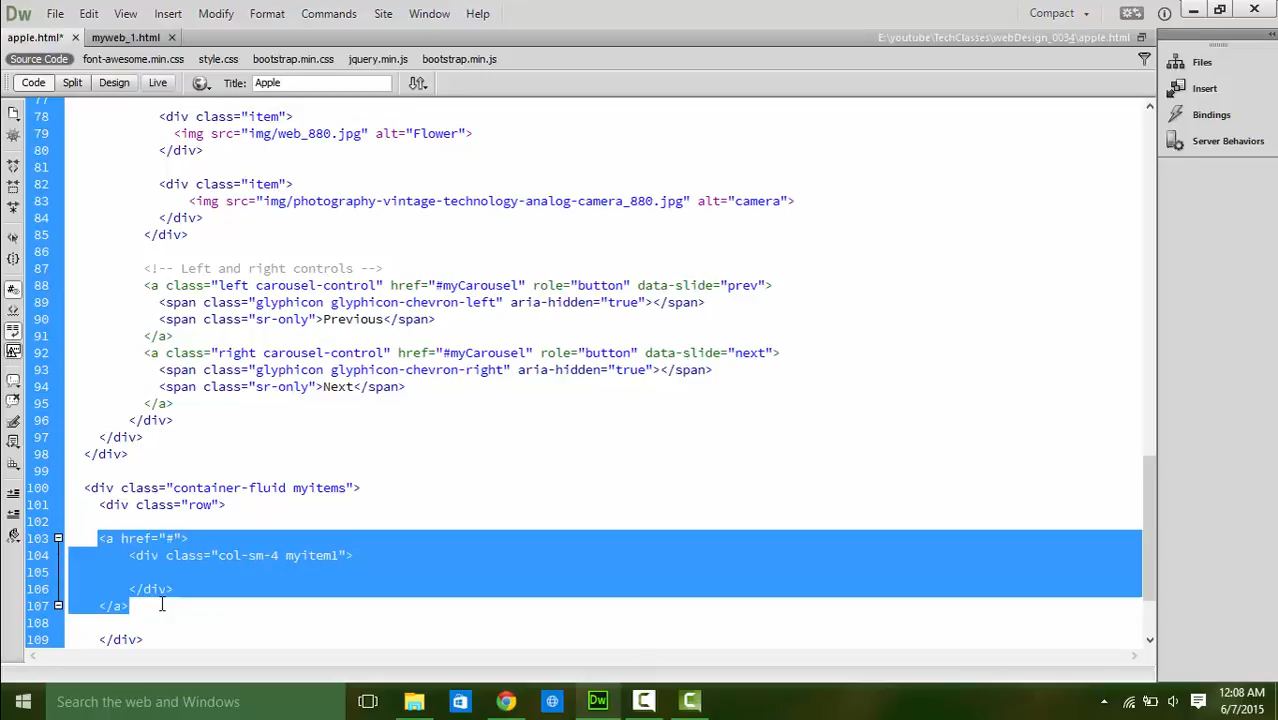 Dw File Edit View Insert Modify Format Commands Site Window Help Compact
apple.html* × myweb_1.html × E:\youtube\TechClasses\webDesign_0034\apple.html
Source Code font-awesome.min.css style.css bootstrap.min.css jquery.min.js bootstrap.min.js
Code Split Design Live Title: Apple
Files
Insert
Bindings
Server Behaviors
77
78 <div class="item">
79 <img src="img/web_880.jpg" alt="Flower">
80 </div>
81
82 <div class="item">
83 <img src="img/photography-vintage-technology-analog-camera_880.jpg" alt="camera">
84 </div>
85 </div>
86
87 <!-- Left and right controls -->
88 <a class="left carousel-control" href="#myCarousel" role="button" data-slide="prev">
89 <span class="glyphicon glyphicon-chevron-left" aria-hidden="true"></span>
90 <span class="sr-only">Previous</span>
91 </a>
92 <a class="right carousel-control" href="#myCarousel" role="button" data-slide="next">
93 <span class="glyphicon glyphicon-chevron-right" aria-hidden="true"></span>
94 <span class="sr-only">Next</span>
95 </a>
96 </div>
97 </div>
98 </div>
99
100 <div class="container-fluid myitems">
101 <div class="row">
102
103 <a href="#">
104 <div class="col-sm-4 myitem1">
105
106 </div>
107 </a>
108
109 </div>
Search the web and Windows
Dw
12:08 AM
6/7/2015